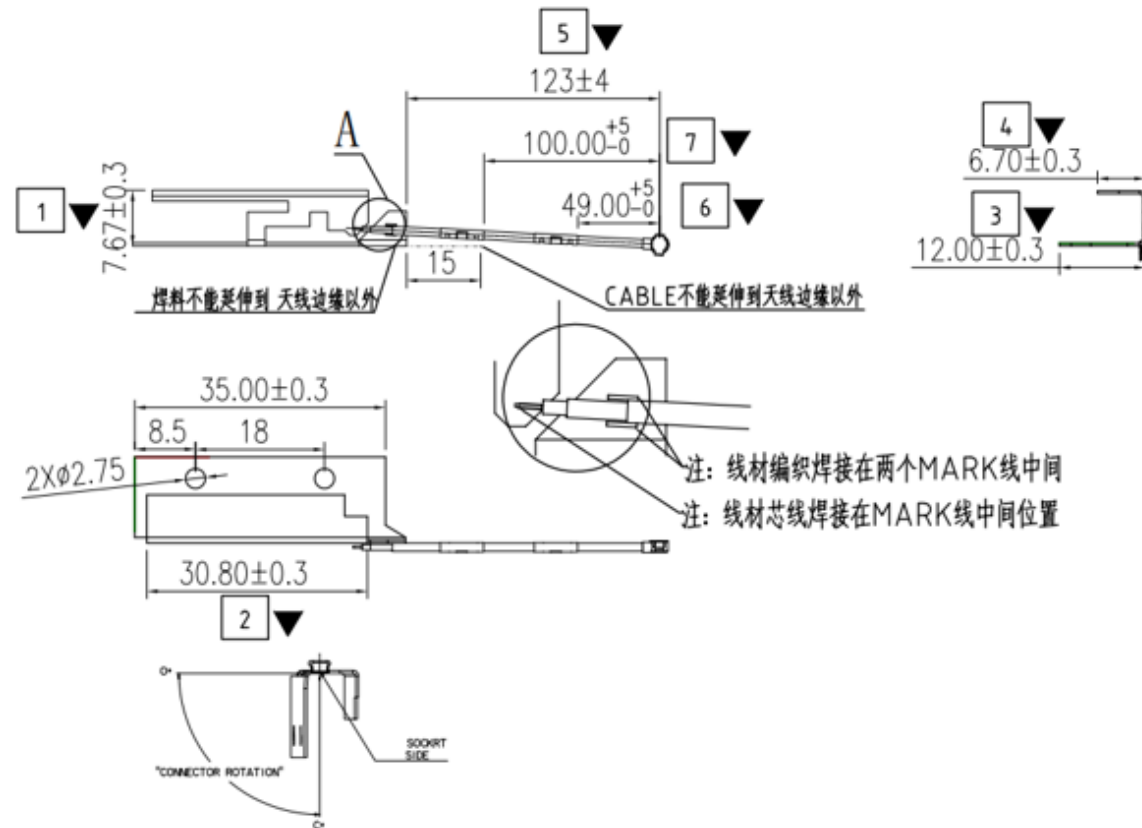 5
123±4
A
100.00+5-0
7
4
6.70±0.3
1
7.67±0.3
49.00+5-0
6
3
12.00±0.3
15
焊料不能延伸到 天线边缘以外
CABLE不能延伸到天线边缘以外
35.00±0.3
8.5
18
2Xø2.75
注: 线材编织焊接在两个MARK线中间
注: 线材芯线焊接在MARK线中间位置
30.80±0.3
2
SOCKRT
SIDE
"CONNECTOR ROTATION"